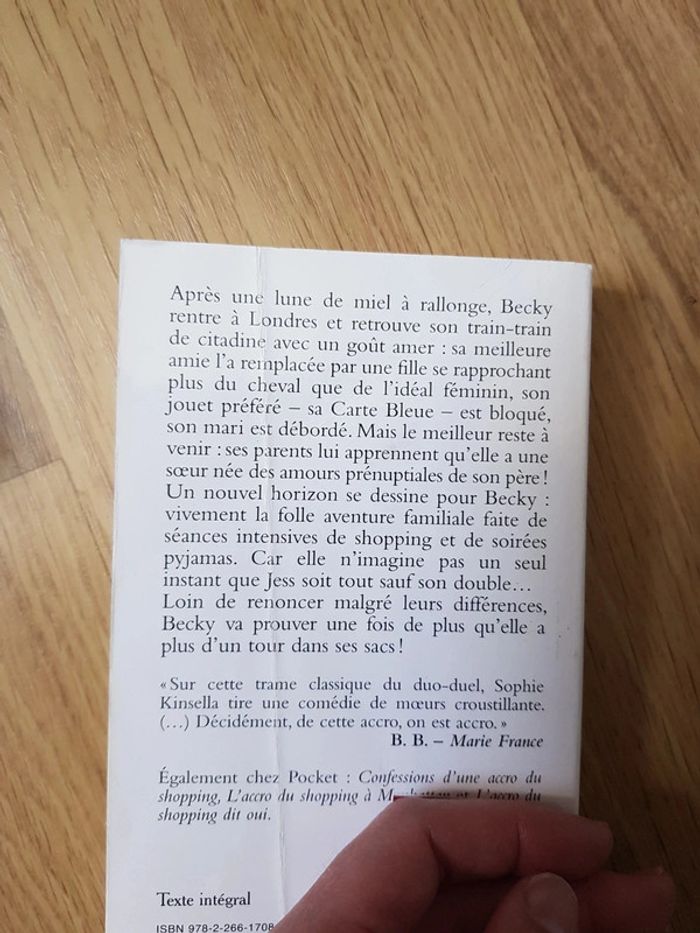 Après une lune de miel à rallonge, Becky
rentre à Londres et retrouve son train-train
de citadine avec un goût amer : sa meilleure
amie l'a remplacée par une fille se rapprochant
plus du cheval que de l'idéal féminin, son
jouet préféré – sa Carte Bleue – est bloqué,
son mari est débordé. Mais le meilleur reste à
venir : ses parents lui apprennent qu'elle a une
sœur née des amours prénuptiales de son père !
Un nouvel horizon se dessine pour Becky :
vivement la folle aventure familiale faite de
séances intensives de shopping et de soirées
pyjamas. Car elle n'imagine pas un seul
instant que Jess soit tout sauf son double…
Loin de renoncer malgré leurs différences,
Becky va prouver une fois de plus qu'elle a
plus d'un tour dans ses sacs !
« Sur cette trame classique du duo-duel, Sophie
Kinsella tire une comédie de mœurs croustillante.
(…) Décidément, de cette accro, on est accro. »
B. B. – Marie France
Également chez Pocket : Confessions d'une accro du
shopping, L'accro du shopping à Manhattan et L'accro du
shopping dit oui.
Texte intégral
ISBN 978-2-266-1708